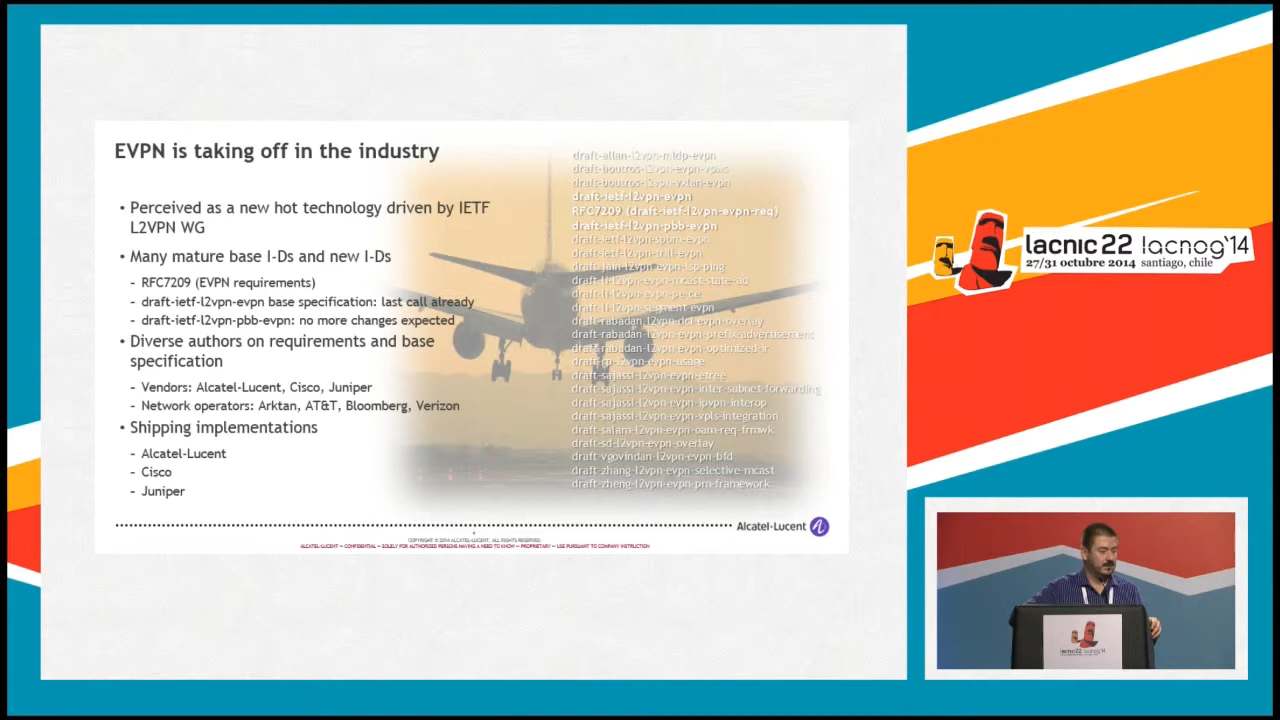 EVPN is taking off in the industry
• Perceived as a new hot technology driven by IETF
L2VPN WG
• Many mature base I-Ds and new I-Ds
- RFC7209 (EVPN requirements)
- draft-ietf-l2vpn-evpn base specification: last call already
- draft-ietf-l2vpn-pbb-evpn: no more changes expected
• Diverse authors on requirements and base
specification
- Vendors: Alcatel-Lucent, Cisco, Juniper
- Network operators: Arktan, AT&T, Bloomberg, Verizon
• Shipping implementations
- Alcatel-Lucent
- Cisco
- Juniper
draft-allan-l2vpn-mldp-evpn
draft-boutros-l2vpn-evpn-vpws
draft-boutros-l2vpn-vxlan-evpn
draft-ietf-l2vpn-evpn
RFC7209 (draft-ietf-l2vpn-evpn-req)
draft-ietf-l2vpn-pbb-evpn
draft-ietf-l2vpn-spbm-evpn
draft-ietf-l2vpn-trill-evpn
draft-jain-l2vpn-evpn-lsp-ping
draft-li-l2vpn-evpn-mcast-state-ad
draft-li-l2vpn-evpn-pe-ce
draft-li-l2vpn-segment-evpn
draft-rabadan-l2vpn-dci-evpn-overlay
draft-rabadan-l2vpn-evpn-prefix-advertisement
draft-rabadan-l2vpn-evpn-optimized-ir
draft-rp-l2vpn-evpn-usage
draft-sajassi-l2vpn-evpn-etree
draft-sajassi-l2vpn-evpn-inter-subnet-forwarding
draft-sajassi-l2vpn-evpn-ipvpn-interop
draft-sajassi-l2vpn-evpn-vpls-integration
draft-salam-l2vpn-evpn-oam-req-frmwk
draft-sd-l2vpn-evpn-overlay
draft-vgovindan-l2vpn-evpn-bfd
draft-zhang-l2vpn-evpn-selective-mcast
draft-zheng-l2vpn-evpn-pm-framework
Alcatel-Lucent
4
COPYRIGHT © 2014 ALCATEL-LUCENT. ALL RIGHTS RESERVED.
ALCATEL-LUCENT — CONFIDENTIAL — SOLELY FOR AUTHORIZED PERSONS HAVING A NEED TO KNOW — PROPRIETARY — USE PURSUANT TO COMPANY INSTRUCTION
lacnic 22 lacnog'14
27/31 octubre 2014 santiago, chile
lacnic 22 lacnog'14